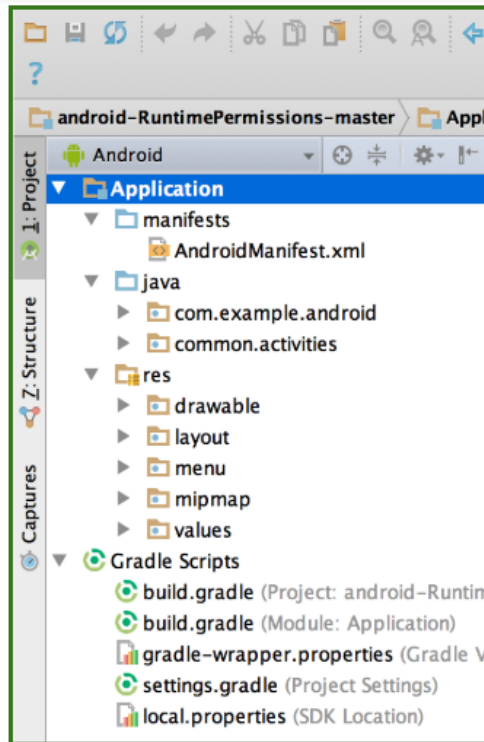 ?
android-RuntimePermissions-master
Appl
Android
1: Project
Z: Structure
Captures
Application
manifests
AndroidManifest.xml
java
com.example.android
common.activities
res
drawable
layout
menu
mipmap
values
Gradle Scripts
build.gradle (Project: android-Runtim
build.gradle (Module: Application)
gradle-wrapper.properties (Gradle V
settings.gradle (Project Settings)
local.properties (SDK Location)